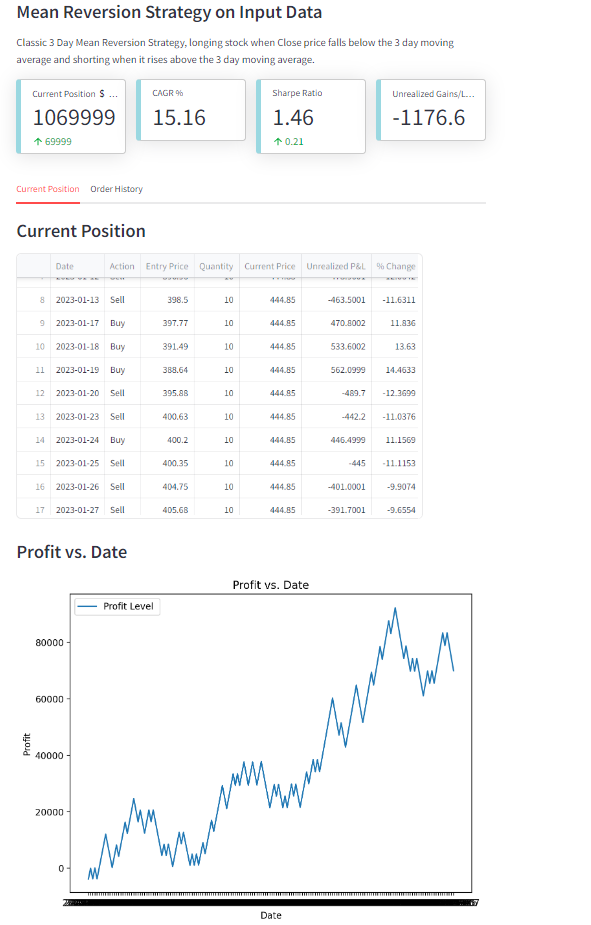 Mean Reversion Strategy on Input Data
Classic 3 Day Mean Reversion Strategy, longing stock when Close price falls below the 3 day moving
average and shorting when it rises above the 3 day moving average.
Current Position $ ...
1069999
↑ 69999
CAGR %
15.16
Sharpe Ratio
1.46
↑ 0.21
Unrealized Gains/L...
-1176.6
Current Position Order History
Current Position
Date Action Entry Price Quantity Current Price Unrealized P&L % Change
8 2023-01-13 Sell 398.5 10 444.85 -463.5001 -11.6311
9 2023-01-17 Buy 397.77 10 444.85 470.8002 11.836
10 2023-01-18 Buy 391.49 10 444.85 533.6002 13.63
11 2023-01-19 Buy 388.64 10 444.85 562.0999 14.4633
12 2023-01-20 Sell 395.88 10 444.85 -489.7 -12.3699
13 2023-01-23 Sell 400.63 10 444.85 -442.2 -11.0376
14 2023-01-24 Buy 400.2 10 444.85 446.4999 11.1569
15 2023-01-25 Sell 400.35 10 444.85 -445 -11.1153
16 2023-01-26 Sell 404.75 10 444.85 -401.0001 -9.9074
17 2023-01-27 Sell 405.68 10 444.85 -391.7001 -9.6554
Profit vs. Date
Profit vs. Date
Profit Level
80000
60000
40000
20000
0
Profit
Date